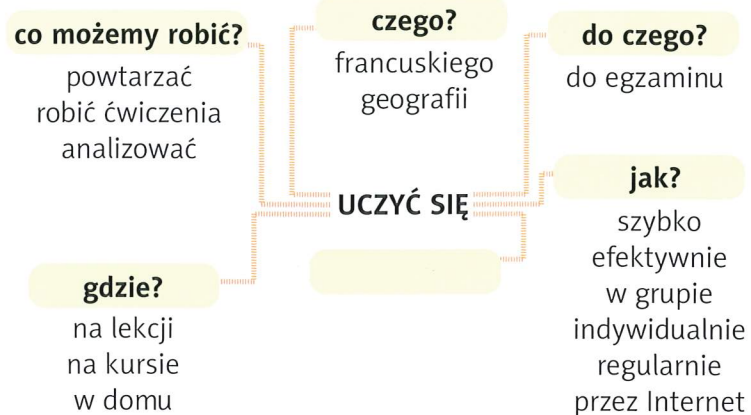 co możemy robić?
powtarzać
robić ćwiczenia
analizować
czego?
francuskiego
geografii
do czego?
do egzaminu
UCZYĆ SIĘ
jak?
szybko
efektywnie
w grupie
indywidualnie
regularnie
przez Internet
gdzie?
na lekcji
na kursie
w domu